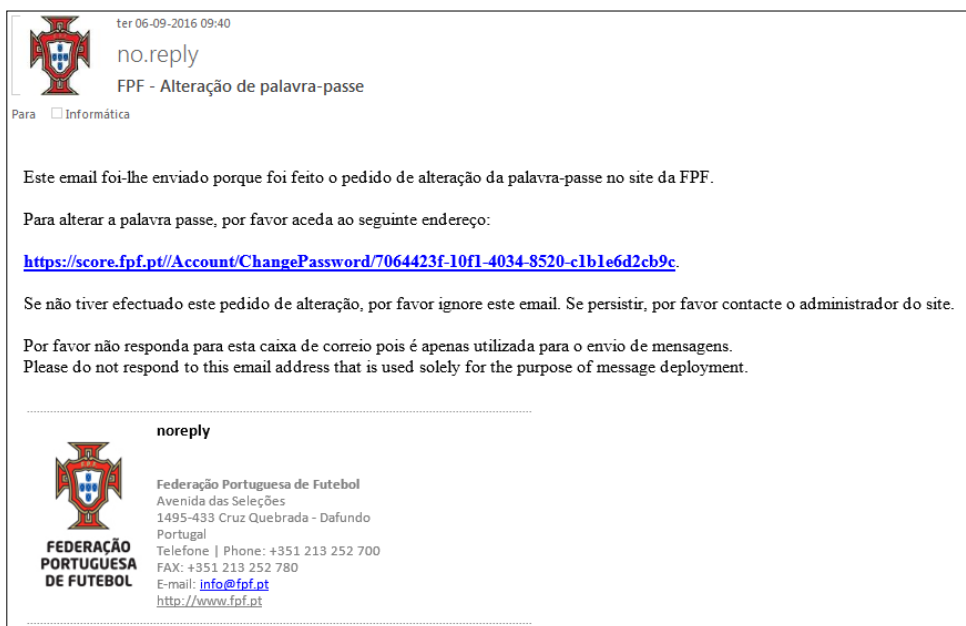 ter 06-09-2016 09:40
no.reply
FPF - Alteração de palavra-passe
Para Informática
Este email foi-lhe enviado porque foi feito o pedido de alteração da palavra-passe no site da FPF.
Para alterar a palavra passe, por favor aceda ao seguinte endereço:
https://score.fpf.pt//Account/ChangePassword/7064423f-10f1-4034-8520-c1b1e6d2cb9c.
Se não tiver efectuado este pedido de alteração, por favor ignore este email. Se persistir, por favor contacte o administrador do site.
Por favor não responda para esta caixa de correio pois é apenas utilizada para o envio de mensagens.
Please do not respond to this email address that is used solely for the purpose of message deployment.
noreply
FPF
FEDERAÇÃO
PORTUGUESA
DE FUTEBOL
Federação Portuguesa de Futebol
Avenida das Seleções
1495-433 Cruz Quebrada - Dafundo
Portugal
Telefone | Phone: +351 213 252 700
FAX: +351 213 252 780
E-mail: info@fpf.pt
http://www.fpf.pt